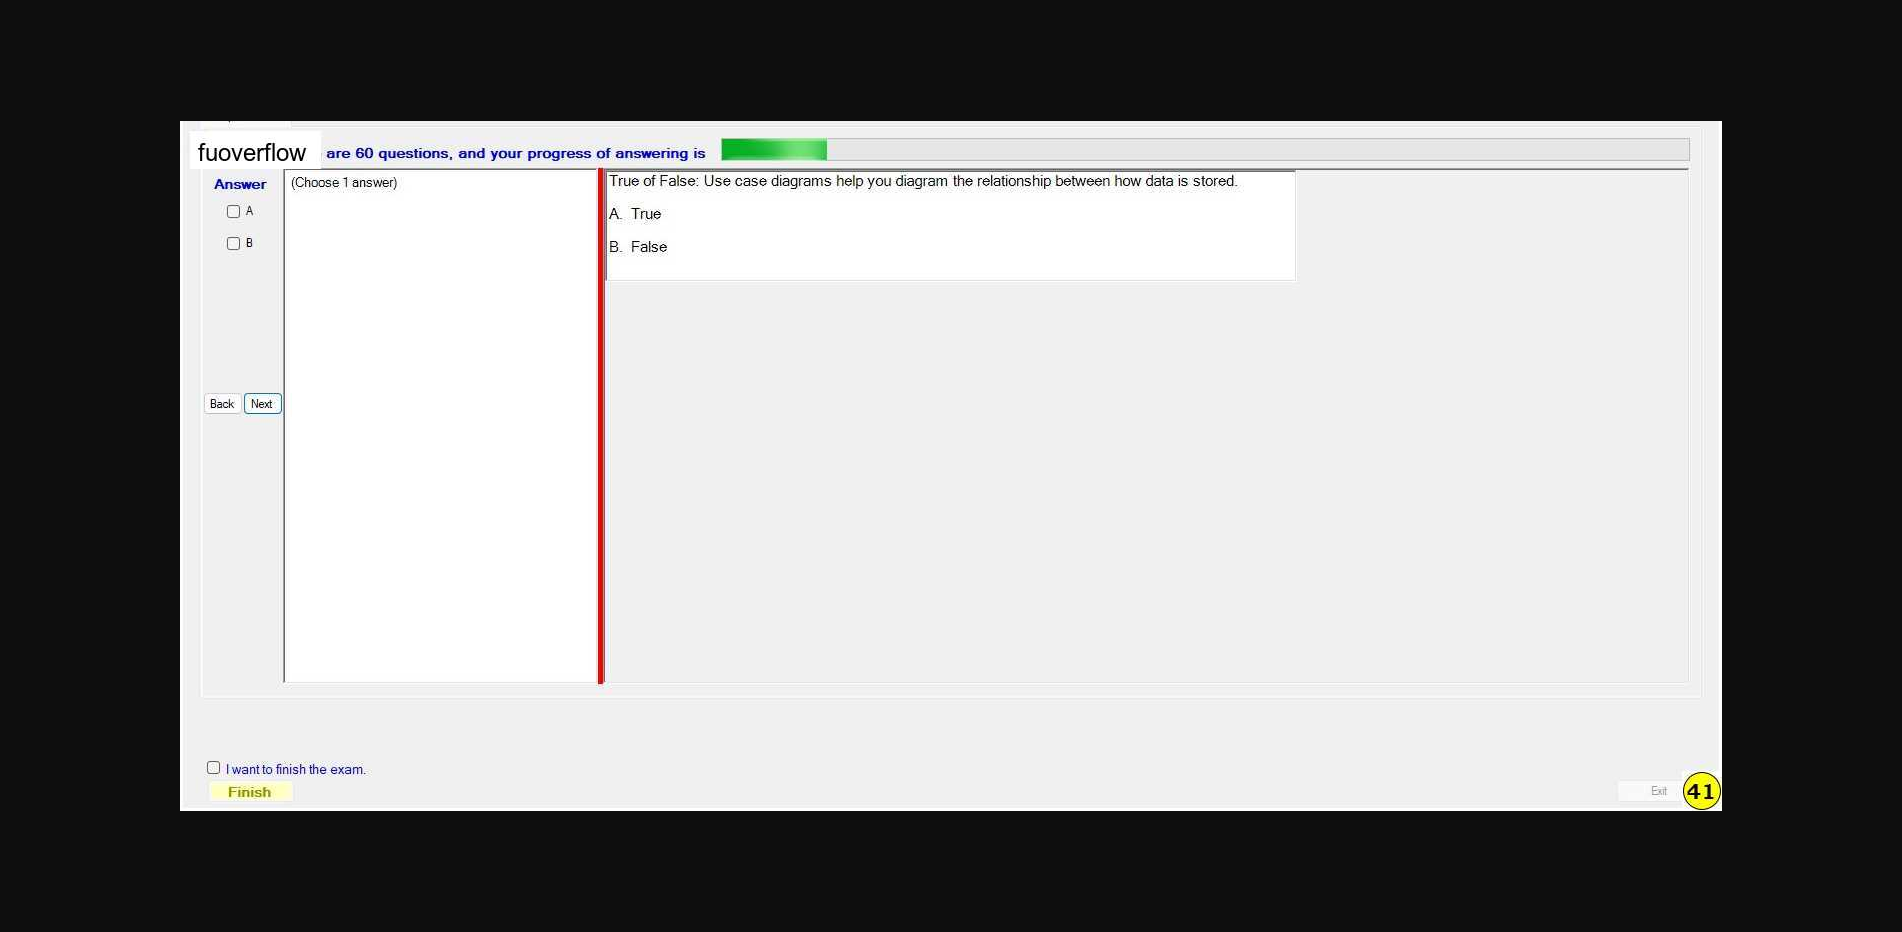 fuoverflow are 60 questions, and your progress of answering is
Answer
(Choose 1 answer)
True of False: Use case diagrams help you diagram the relationship between how data is stored.
A
A. True
B
B. False
Back Next
I want to finish the exam.
Finish
Exit
41